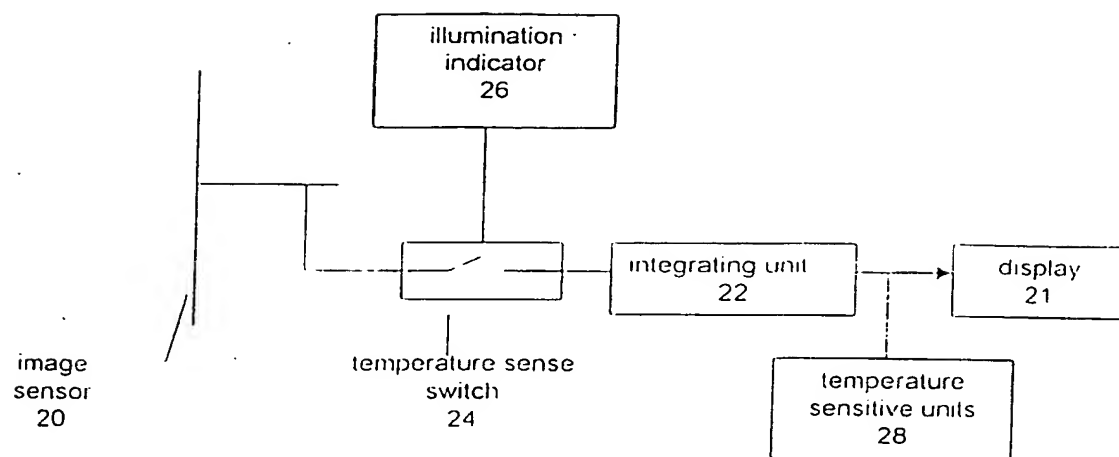 illumination
indicator
26
integrating unit
22
display
21
image
sensor
20
temperature sense
switch
24
temperature
sensitive units
28